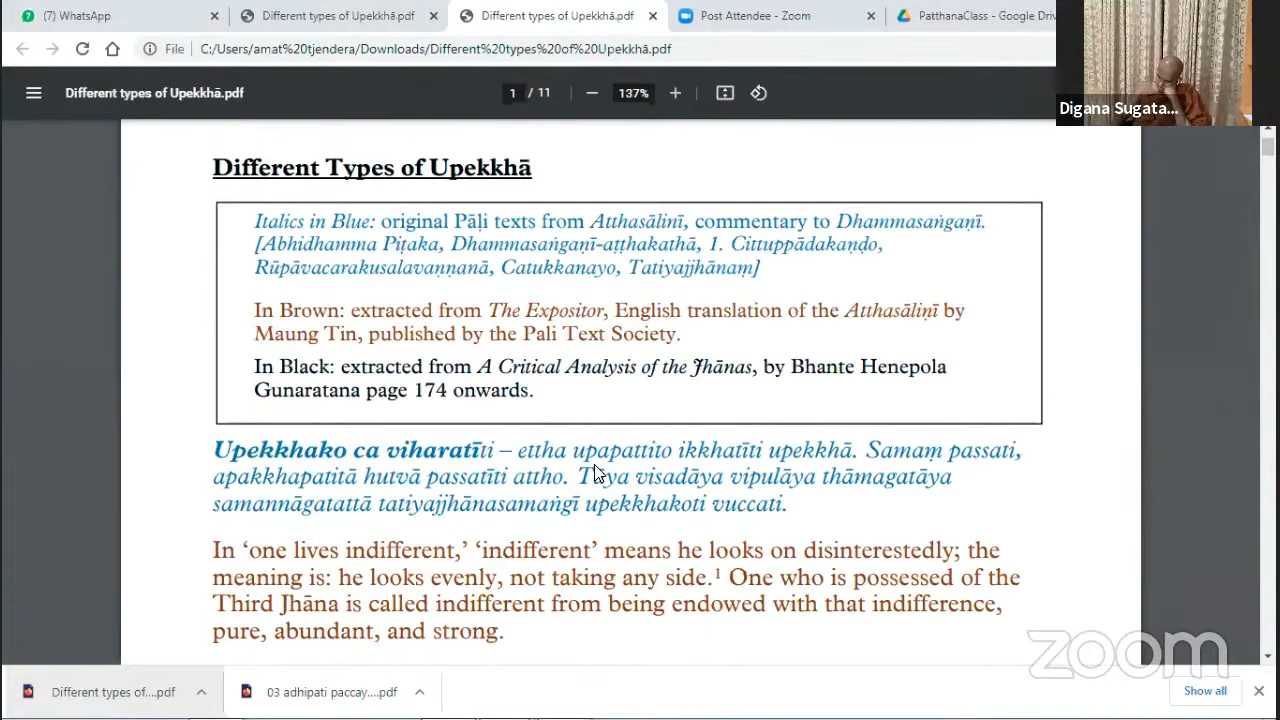 (7) WhatsApp
Different types of Upekkhā.pdf
Different types of Upekkhā.pdf
Post Attendee - Zoom
PatthanaClass - Google Driv
File
C:/Users/amat%20tjendera/Downloads/Different%20types%20of%20Upekkhā.pdf
Different types of Upekkhā.pdf
1 / 11
137%
Digana Sugata...
Different Types of Upekkhā
Italics in Blue: original Pāḷi texts from Atthasālinī, commentary to Dhammasaṅgaṇī.
[Abhidhamma Piṭaka, Dhammasaṅgaṇī-aṭṭhakathā, 1. Cittuppādakaṇḍo,
Rūpāvacarakusalavaṇṇanā, Catukkanayo, Tatiyajjhānaṃ]
In Brown: extracted from The Expositor, English translation of the Atthasāliṇī by
Maung Tin, published by the Pali Text Society.
In Black: extracted from A Critical Analysis of the Jhānas, by Bhante Henepola
Gunaratana page 174 onwards.
Upekkhako ca viharatīti – ettha upapattito ikkhatīti upekkhā. Samaṃ passati,
apakkhapatitā hutvā passatīti attho. Tāya visadāya vipulāya thāmagatāya
samannāgatattā tatiyajjhānasamaṅgī upekkhakoti vuccati.
In ‘one lives indifferent,’ ‘indifferent’ means he looks on disinterestedly; the
meaning is: he looks evenly, not taking any side.¹ One who is possessed of the
Third Jhāna is called indifferent from being endowed with that indifference,
pure, abundant, and strong.
zoom
Different types of....pdf
03 adhipati paccay....pdf
Show all